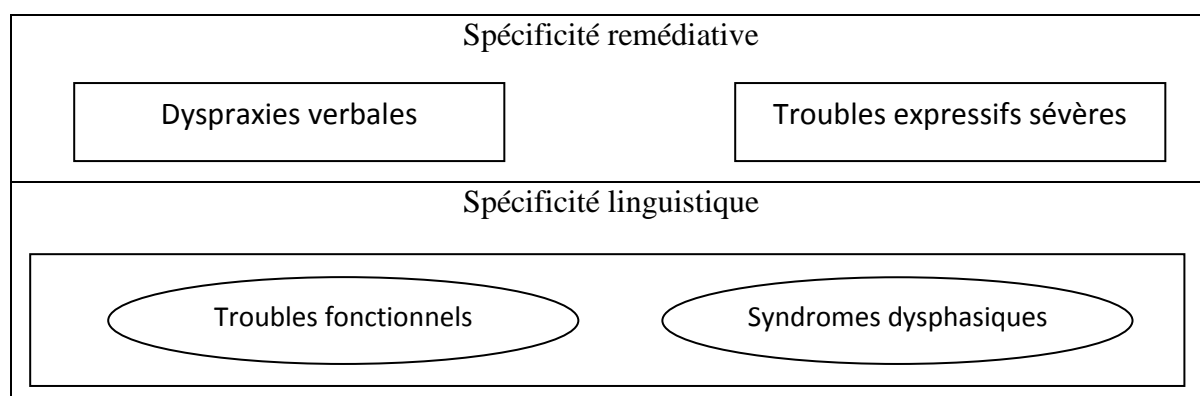 Spécificité remédiative
Dyspraxies verbales
Troubles expressifs sévères
Spécificité linguistique
Troubles fonctionnels
Syndromes dysphasiques